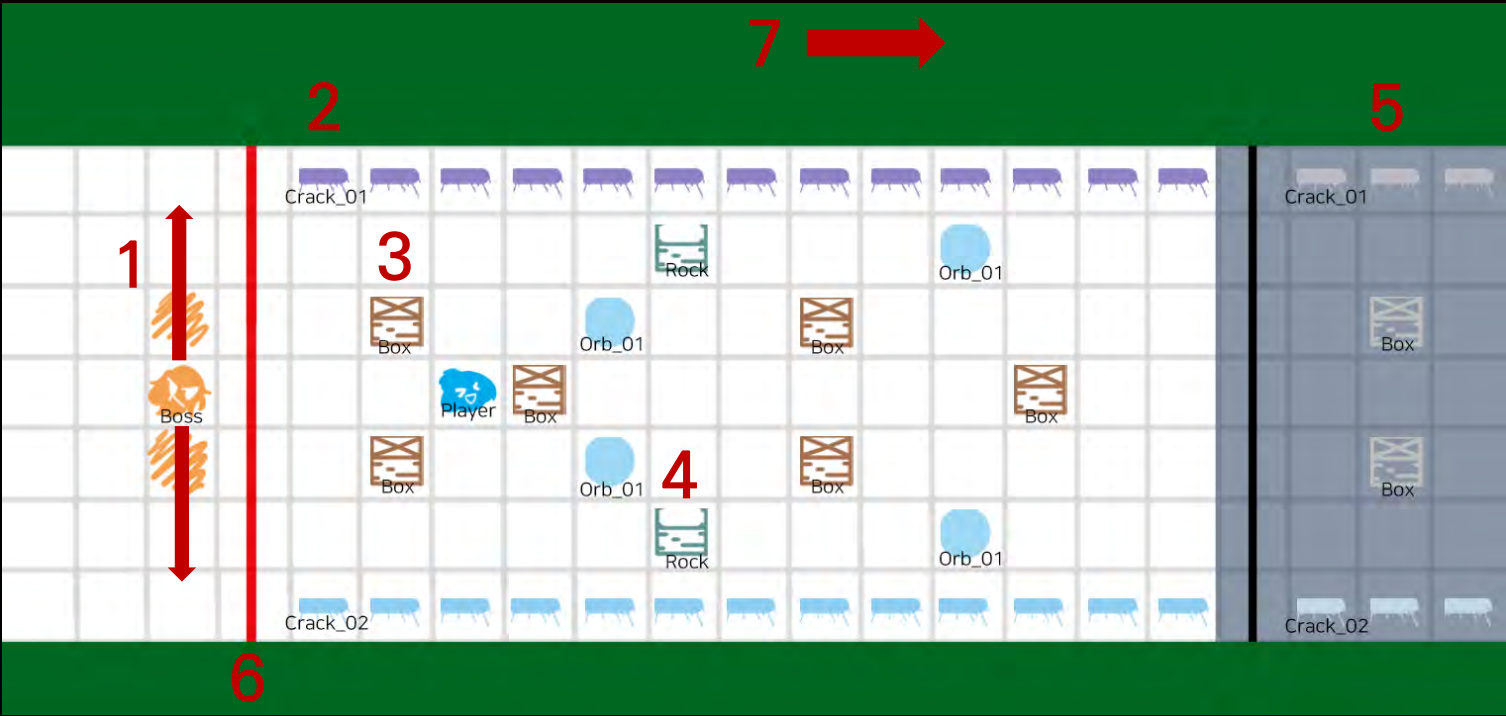 7
2
5
Crack_01
Crack_01
1
3
Rock
Orb_01
Box
Orb_01
Box
Box
Boss
Player
Box
Box
4
Box
Orb_01
Box
Box
Rock
Orb_01
Crack_02
Crack_02
6